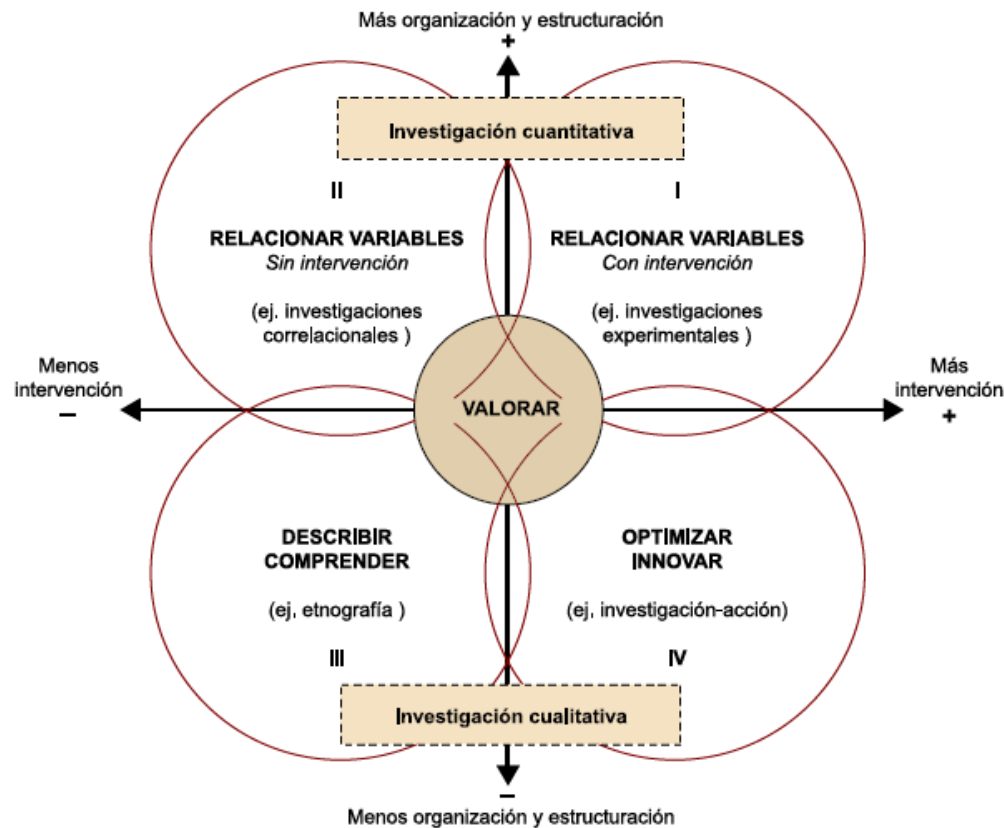 Más organización y estructuración
+
Investigación cuantitativa
II
I
RELACIONAR VARIABLES
Sin intervención
RELACIONAR VARIABLES
Con intervención
(ej. investigaciones
correlacionales )
(ej. investigaciones
experimentales )
Menos
intervención
−
VALORAR
Más
intervención
+
DESCRIBIR
COMPRENDER
OPTIMIZAR
INNOVAR
(ej. etnografía )
(ej. investigación-acción)
III
IV
Investigación cualitativa
−
Menos organización y estructuración